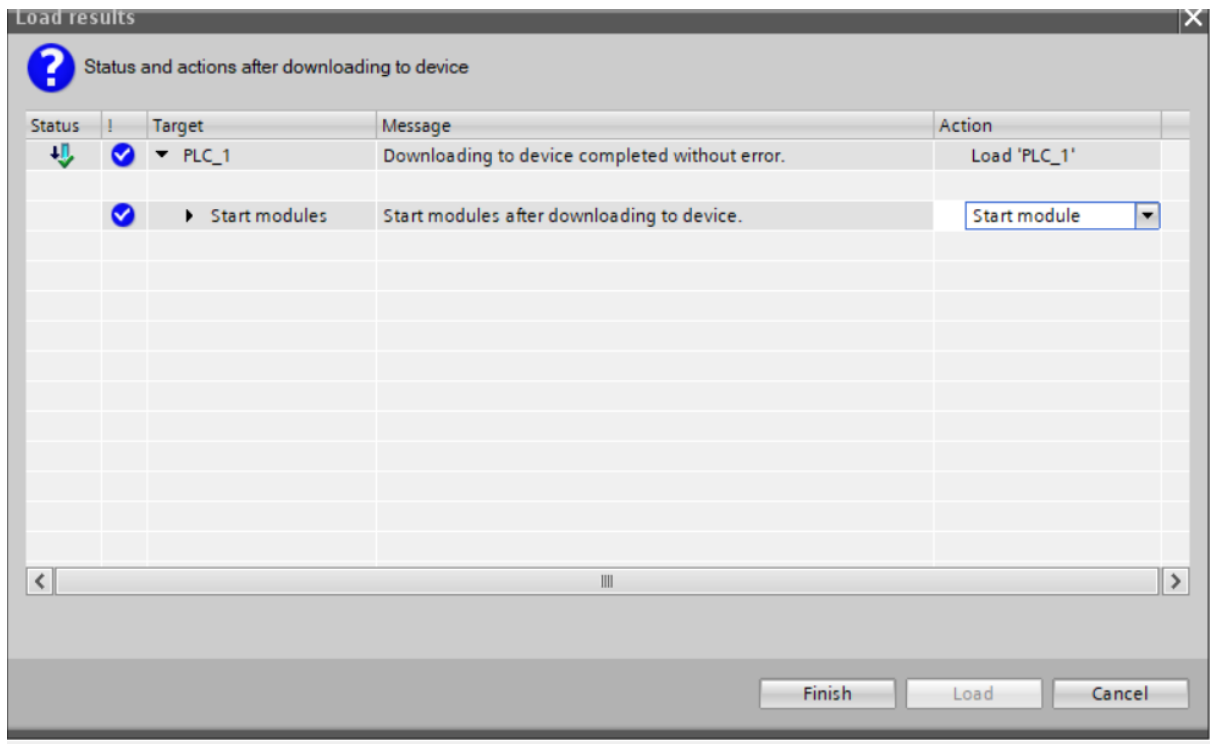 Load results
Status and actions after downloading to device
Status ! Target Message Action
PLC_1 Downloading to device completed without error. Load 'PLC_1'
Start modules Start modules after downloading to device. Start module
Finish Load Cancel